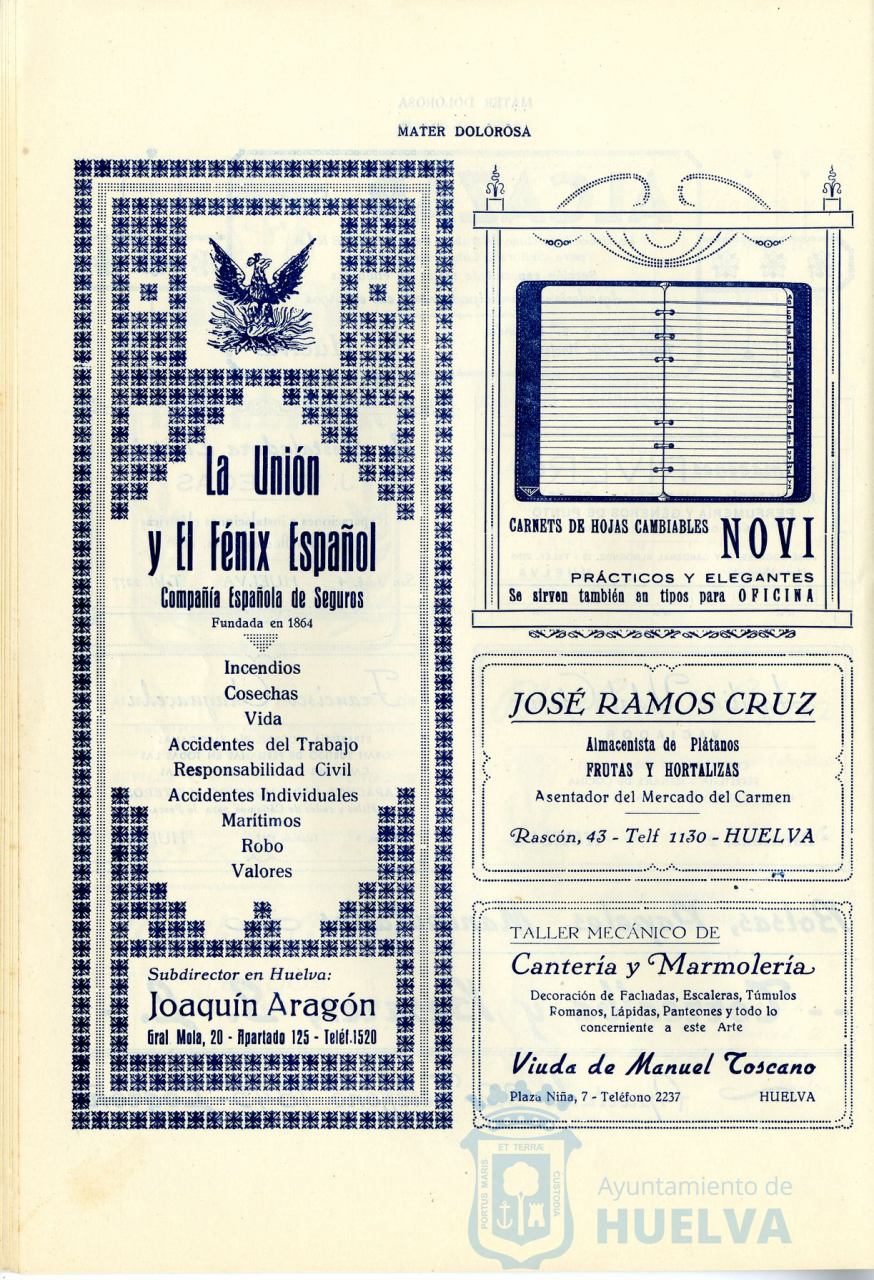 MATER DOLOROSA
La Unión
y El Fénix Español
Compañía Española de Seguros
Fundada en 1864
Incendios
Cosechas
Vida
Accidentes del Trabajo
Responsabilidad Civil
Accidentes Individuales
Marítimos
Robo
Valores
Subdirector en Huelva:
Joaquín Aragón
Gral Mola, 20 - Apartado 125 - Teléf. 1520
CARNETS DE HOJAS CAMBIABLES NOVI
PRÁCTICOS Y ELEGANTES
Se sirven también en tipos para OFICINA
JOSÉ RAMOS CRUZ
Almacenista de Plátanos
FRUTAS Y HORTALIZAS
Asentador del Mercado del Carmen
Rascón, 43 - Telf 1130 - HUELVA
TALLER MECÁNICO DE
Cantería y Marmolería
Decoración de Fachadas, Escaleras, Túmulos
Romanos, Lápidas, Panteones y todo lo
concerniente a este Arte
Viuda de Manuel Toscano
Plaza Niña, 7 - Teléfono 2237 HUELVA
PORTUS MARIS
ET TERRÆ
CUSTODIA
Ayuntamiento de
HUELVA